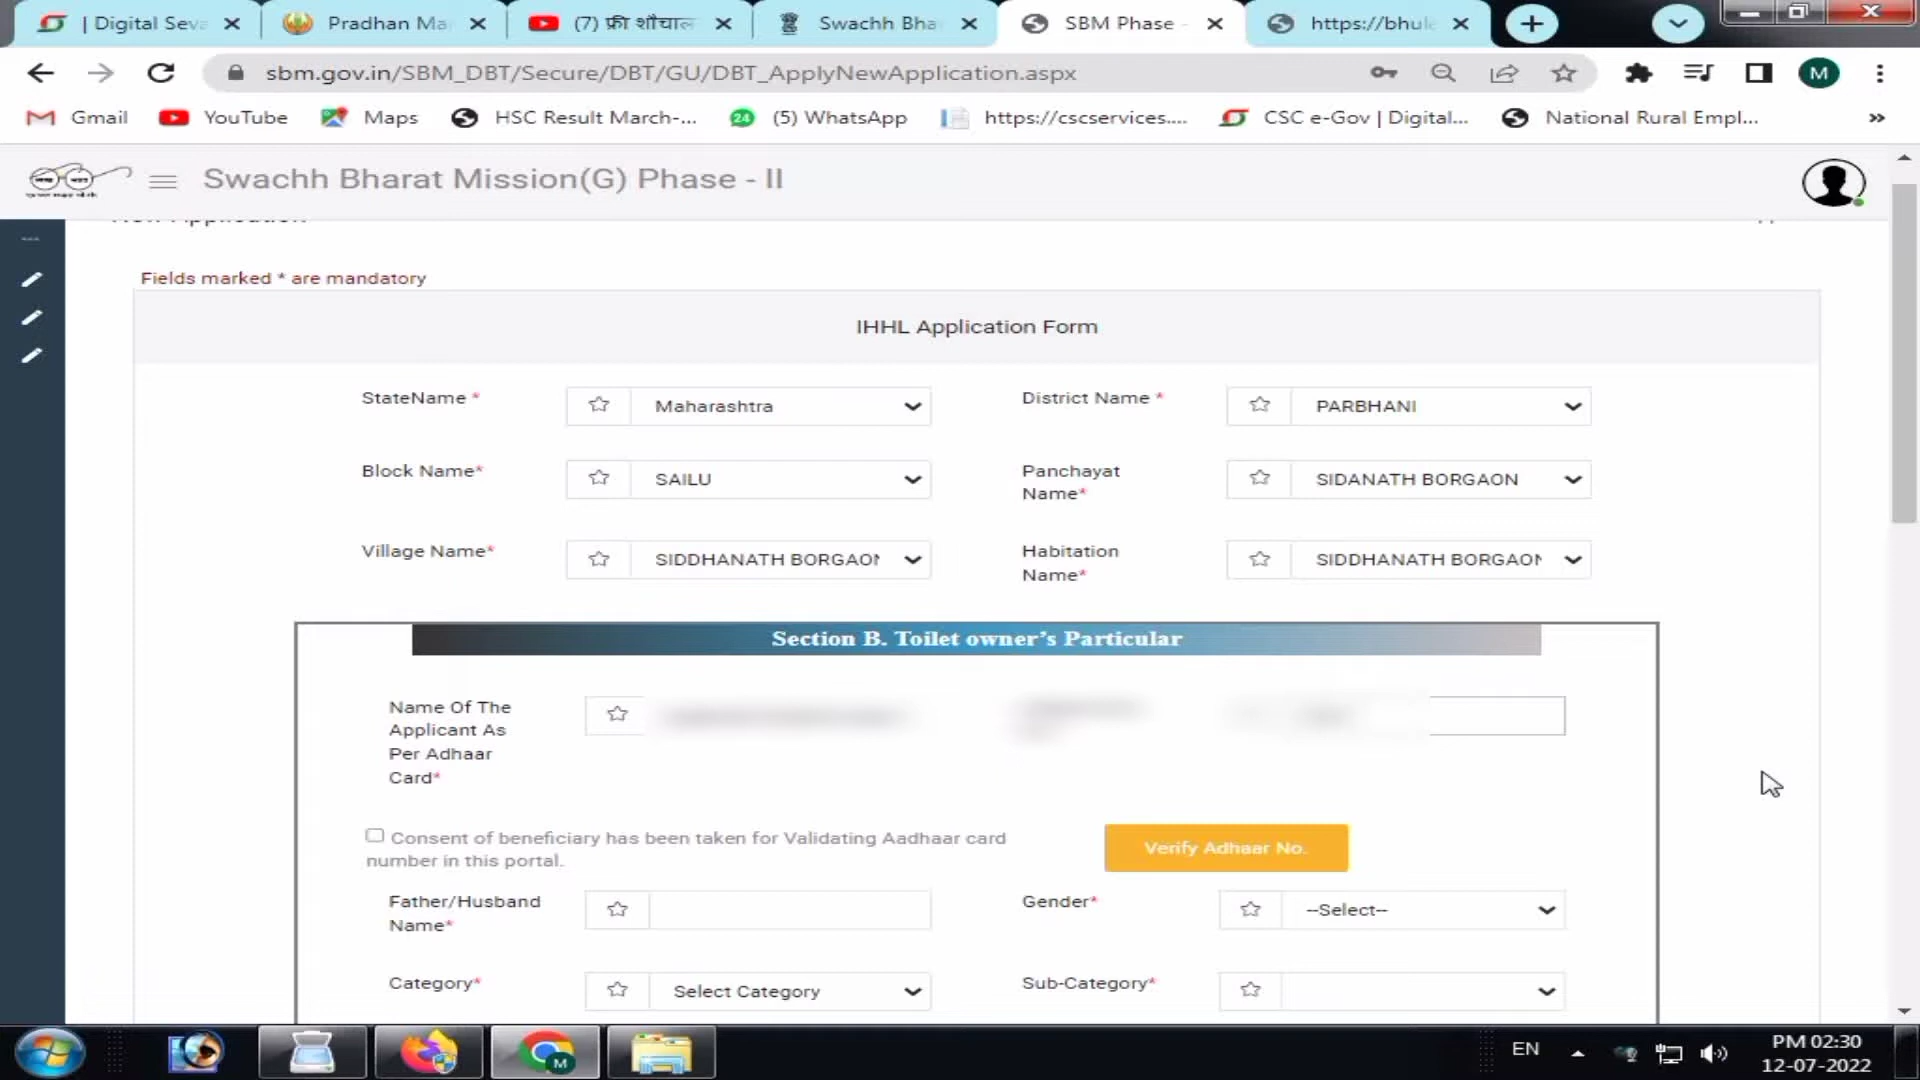 | Digital Seva
Pradhan Ma
(7) फ्री शौचाल
Swachh Bha
SBM Phase -
https://bhule
sbm.gov.in/SBM_DBT/Secure/DBT/GU/DBT_ApplyNewApplication.aspx
M
Gmail
YouTube
Maps
HSC Result March-...
24
(5) WhatsApp
https://cscservices....
CSC e-Gov | Digital...
National Rural Empl...
»
Swachh Bharat Mission(G) Phase - II
Fields marked * are mandatory
IHHL Application Form
StateName *
Maharashtra
District Name *
PARBHANI
Block Name*
SAILU
Panchayat
Name*
SIDANATH BORGAON
Village Name*
SIDDHANATH BORGAON
Habitation
Name*
SIDDHANATH BORGAON
Section B. Toilet owner's Particular
Name Of The
Applicant As
Per Adhaar
Card*
Consent of beneficiary has been taken for Validating Aadhaar card
number in this portal.
Verify Adhaar No.
Father/Husband
Name*
Gender*
--Select--
Category*
Select Category
Sub-Category*
M
EN
PM 02:30
12-07-2022